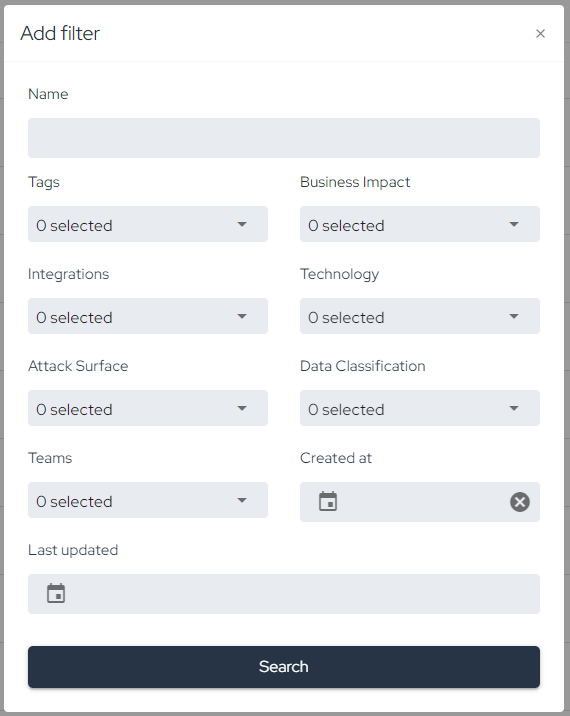 Add filter
Name
Tags
Business Impact
0 selected
0 selected
Integrations
Technology
0 selected
0 selected
Attack Surface
Data Classification
0 selected
0 selected
Teams
Created at
0 selected
Last updated
Search